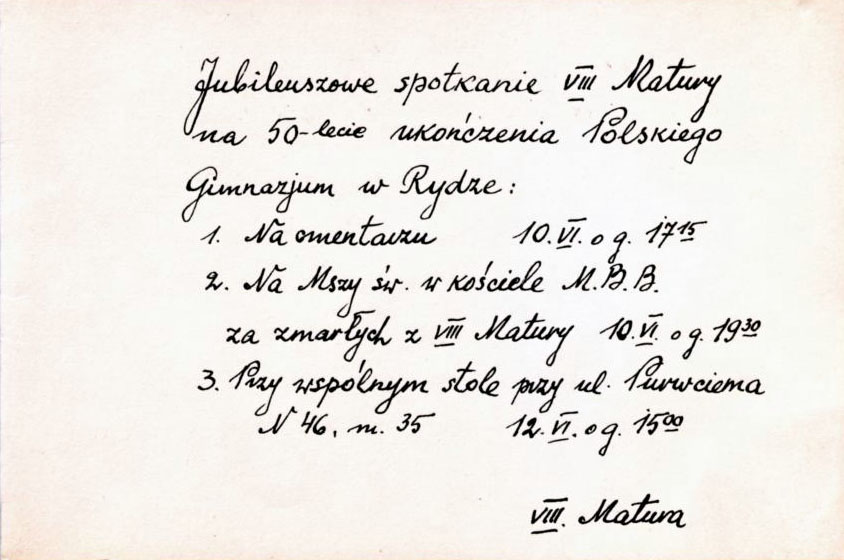 Jubileuszowe spotkanie VIII Matury
na 50-lecie ukończenia Polskiego
Gimnazjum w Rydze:
1. Na cmentarzu 10.VI. o g. 17¹⁵
2. Na Mszy św. w kościele M.B.B.
za zmarłych z VIII Matury 10.VI. o g. 19³⁰
3. Przy wspólnym stole przy ul. Purwciema
N 46, m. 35 12.VI. o g. 15⁰⁰
VIII. Matura